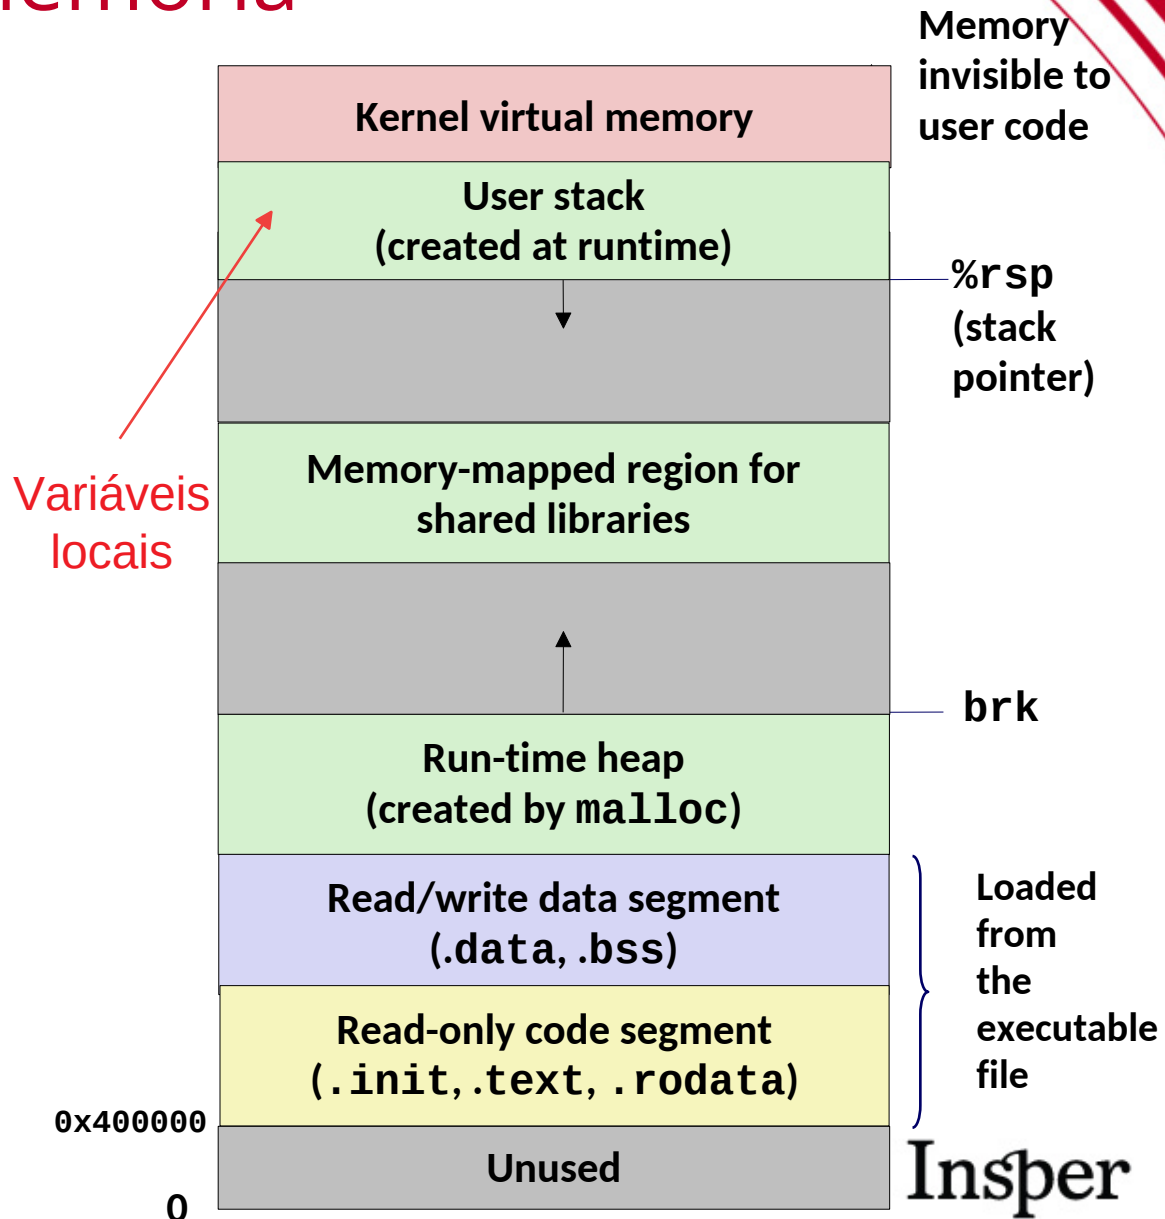 Memory
invisible to
user code
Kernel virtual memory
User stack
(created at runtime)
%rsp
(stack
pointer)
Variáveis
locais
Memory-mapped region for
shared libraries
brk
Run-time heap
(created by malloc)
Read/write data segment
(.data, .bss)
Loaded
from
the
executable
file
Read-only code segment
(.init, .text, .rodata)
0x400000
Unused
0
Insper